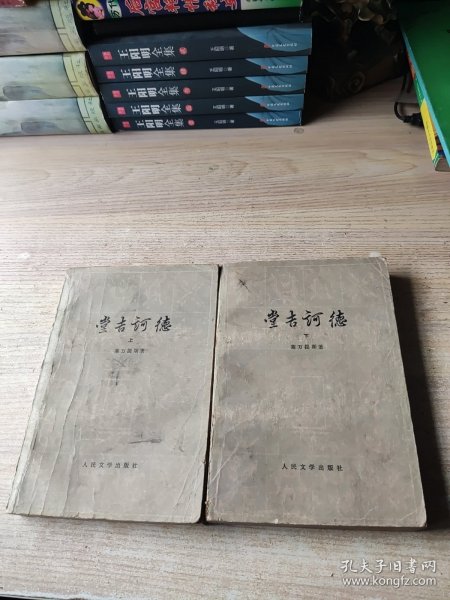 王阳明全集
王阳明全集
王阳明全集
王阳明全集
王阳明全集
堂吉訶德
上
塞万提斯著
人民文学出版社
堂吉訶德
下
塞万提斯著
人民文学出版社
孔夫子旧书网
www.kongfz.com